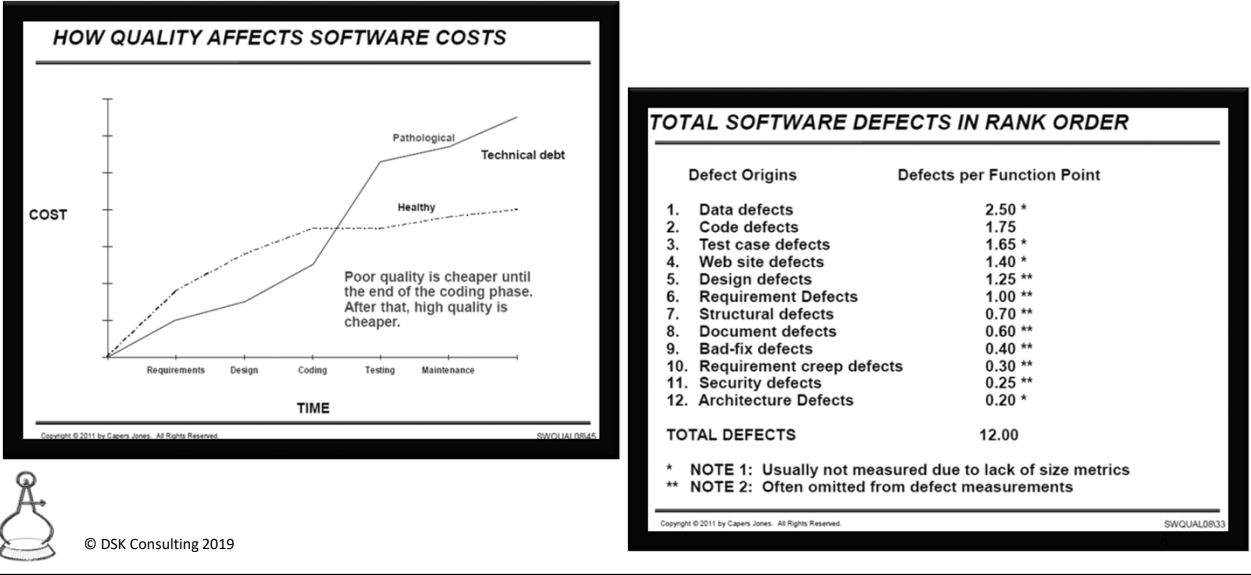 HOW QUALITY AFFECTS SOFTWARE COSTS
COST
Pathological
Technical debt
Healthy
Poor quality is cheaper until
the end of the coding phase.
After that, high quality is
cheaper.
Requirements Design Coding Testing Maintenance
TIME
Copyright © 2011 by Capers Jones. All Rights Reserved. SWQUAL08\45
TOTAL SOFTWARE DEFECTS IN RANK ORDER
Defect Origins Defects per Function Point
1. Data defects 2.50 *
2. Code defects 1.75
3. Test case defects 1.65 *
4. Web site defects 1.40 *
5. Design defects 1.25 **
6. Requirement Defects 1.00 **
7. Structural defects 0.70 **
8. Document defects 0.60 **
9. Bad-fix defects 0.40 **
10. Requirement creep defects 0.30 **
11. Security defects 0.25 **
12. Architecture Defects 0.20 *
TOTAL DEFECTS 12.00
* NOTE 1: Usually not measured due to lack of size metrics
** NOTE 2: Often omitted from defect measurements
Copyright © 2011 by Capers Jones. All Rights Reserved. SWQUAL08\33
© DSK Consulting 2019